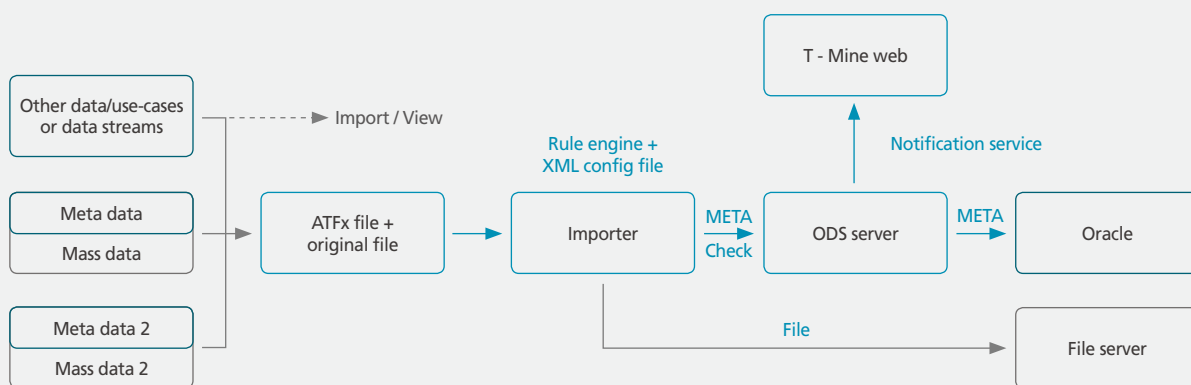 T - Mine web
Other data/use-cases
or data streams
Import / View
Rule engine +
XML config file
Notification service
Meta data
Mass data
ATFx file +
original file
Importer
META
Check
ODS server
META
Oracle
Meta data 2
Mass data 2
File
File server